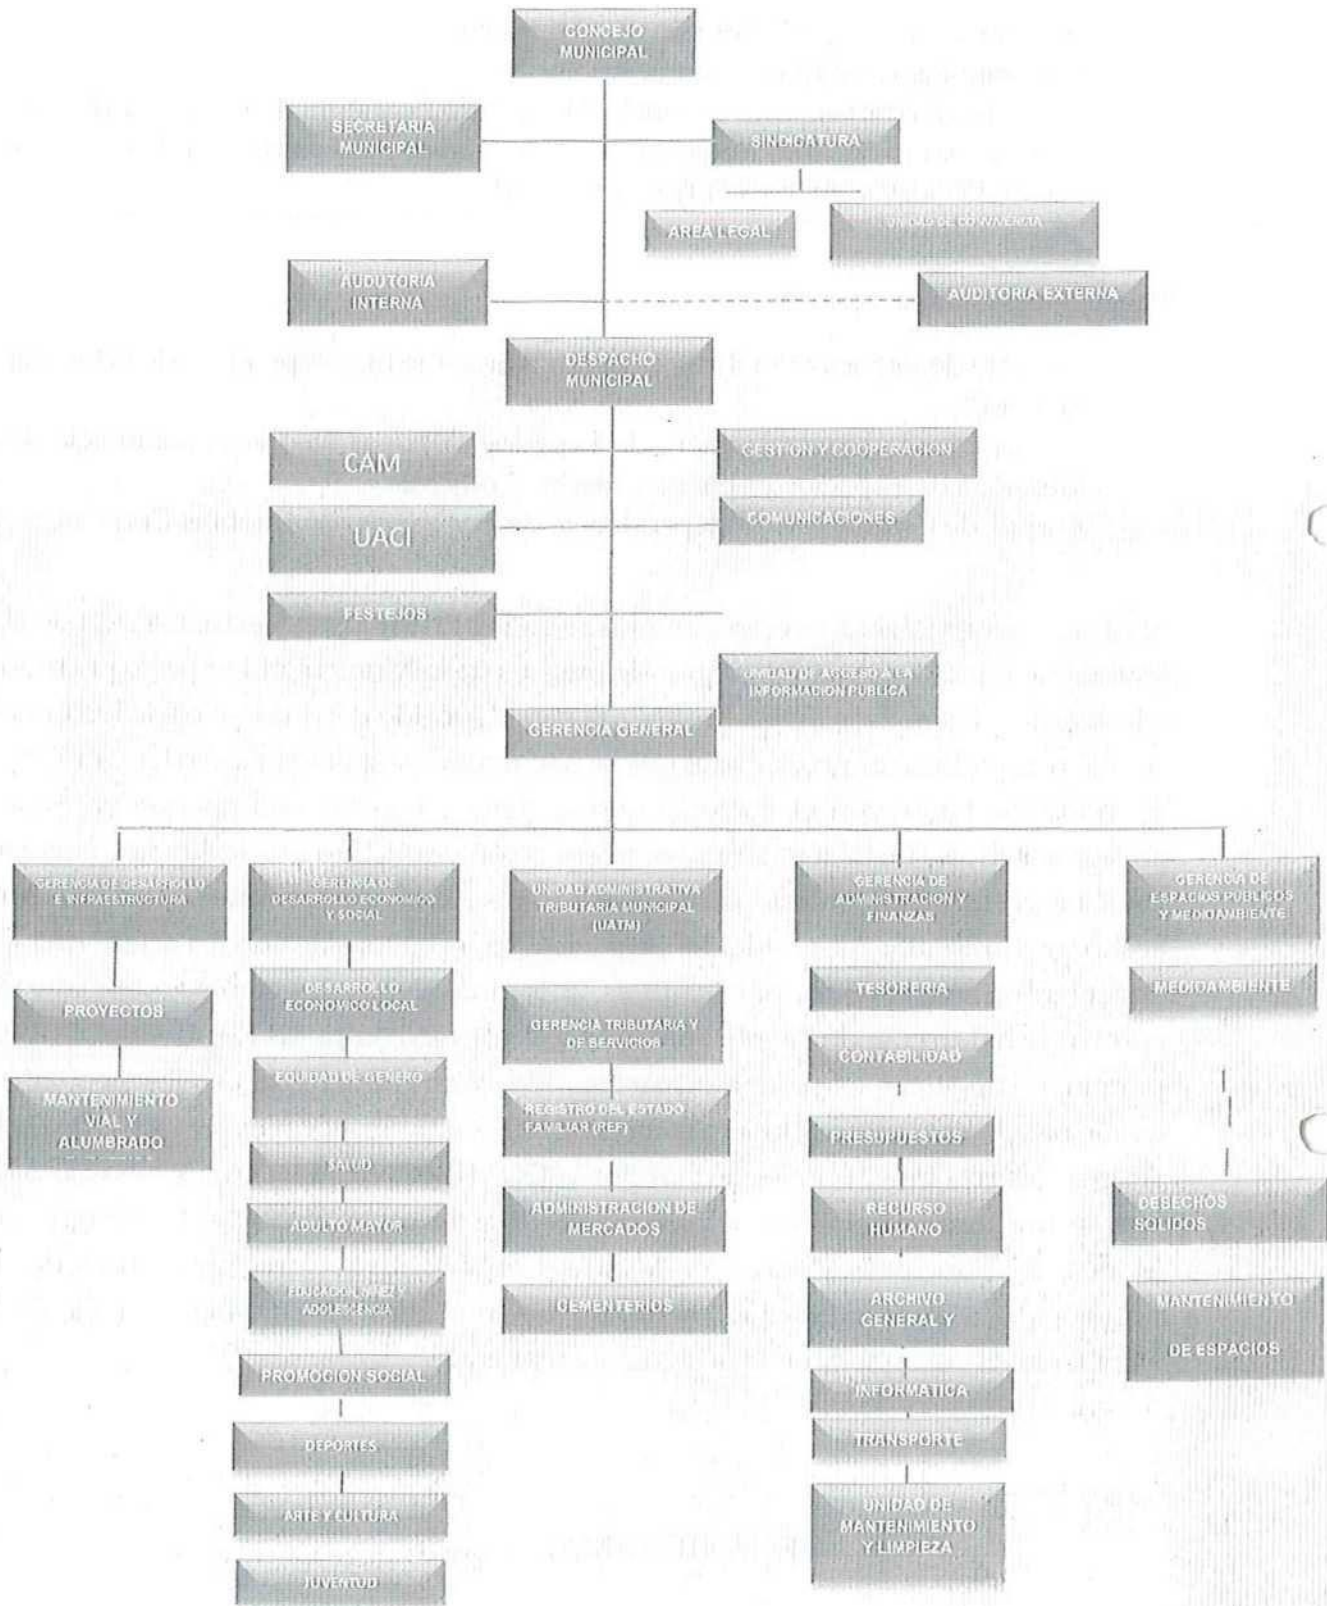 CONCEJO
MUNICIPAL
SECRETARIA
MUNICIPAL
SINDICATURA
AREA LEGAL
UNIDAD DE CONVIVENCIA
AUDUTORIA
INTERNA
AUDITORIA EXTERNA
DESPACHO
MUNICIPAL
CAM
GESTION Y COOPERACION
UACI
COMUNICACIONES
FESTEJOS
UNIDAD DE ACCESO A LA
INFORMACION PUBLICA
GERENCIA GENERAL
GERENCIA DE DESARROLLO
E INFRAESTRUCTURA
PROYECTOS
MANTENIMIENTO
VIAL Y
ALUMBRADO
GERENCIA DE
DESARROLLO ECONOMICO
Y SOCIAL
DESARROLLO
ECONOMICO LOCAL
EQUIDAD DE GENERO
SALUD
ADULTO MAYOR
EDUCACION, NIÑEZ Y
ADOLESCENCIA
PROMOCION SOCIAL
DEPORTES
ARTE Y CULTURA
JUVENTUD
UNIDAD ADMINISTRATIVA
TRIBUTARIA MUNICIPAL
(UATM)
GERENCIA TRIBUTARIA Y
DE SERVICIOS
REGISTRO DEL ESTADO
FAMILIAR (REF)
ADMINISTRACION DE
MERCADOS
CEMENTERIOS
GERENCIA DE
ADMINISTRACION Y
FINANZAS
TESORERIA
CONTABILIDAD
PRESUPUESTOS
RECURSO
HUMANO
ARCHIVO
GENERAL Y
INFORMATICA
TRANSPORTE
UNIDAD DE
MANTENIMIENTO
Y LIMPIEZA
GERENCIA DE
ESPACIOS PUBLICOS
Y MEDIOAMBIENTE
MEDIOAMBIENTE
DESECHOS
SOLIDOS
MANTENIMIENTO
DE ESPACIOS